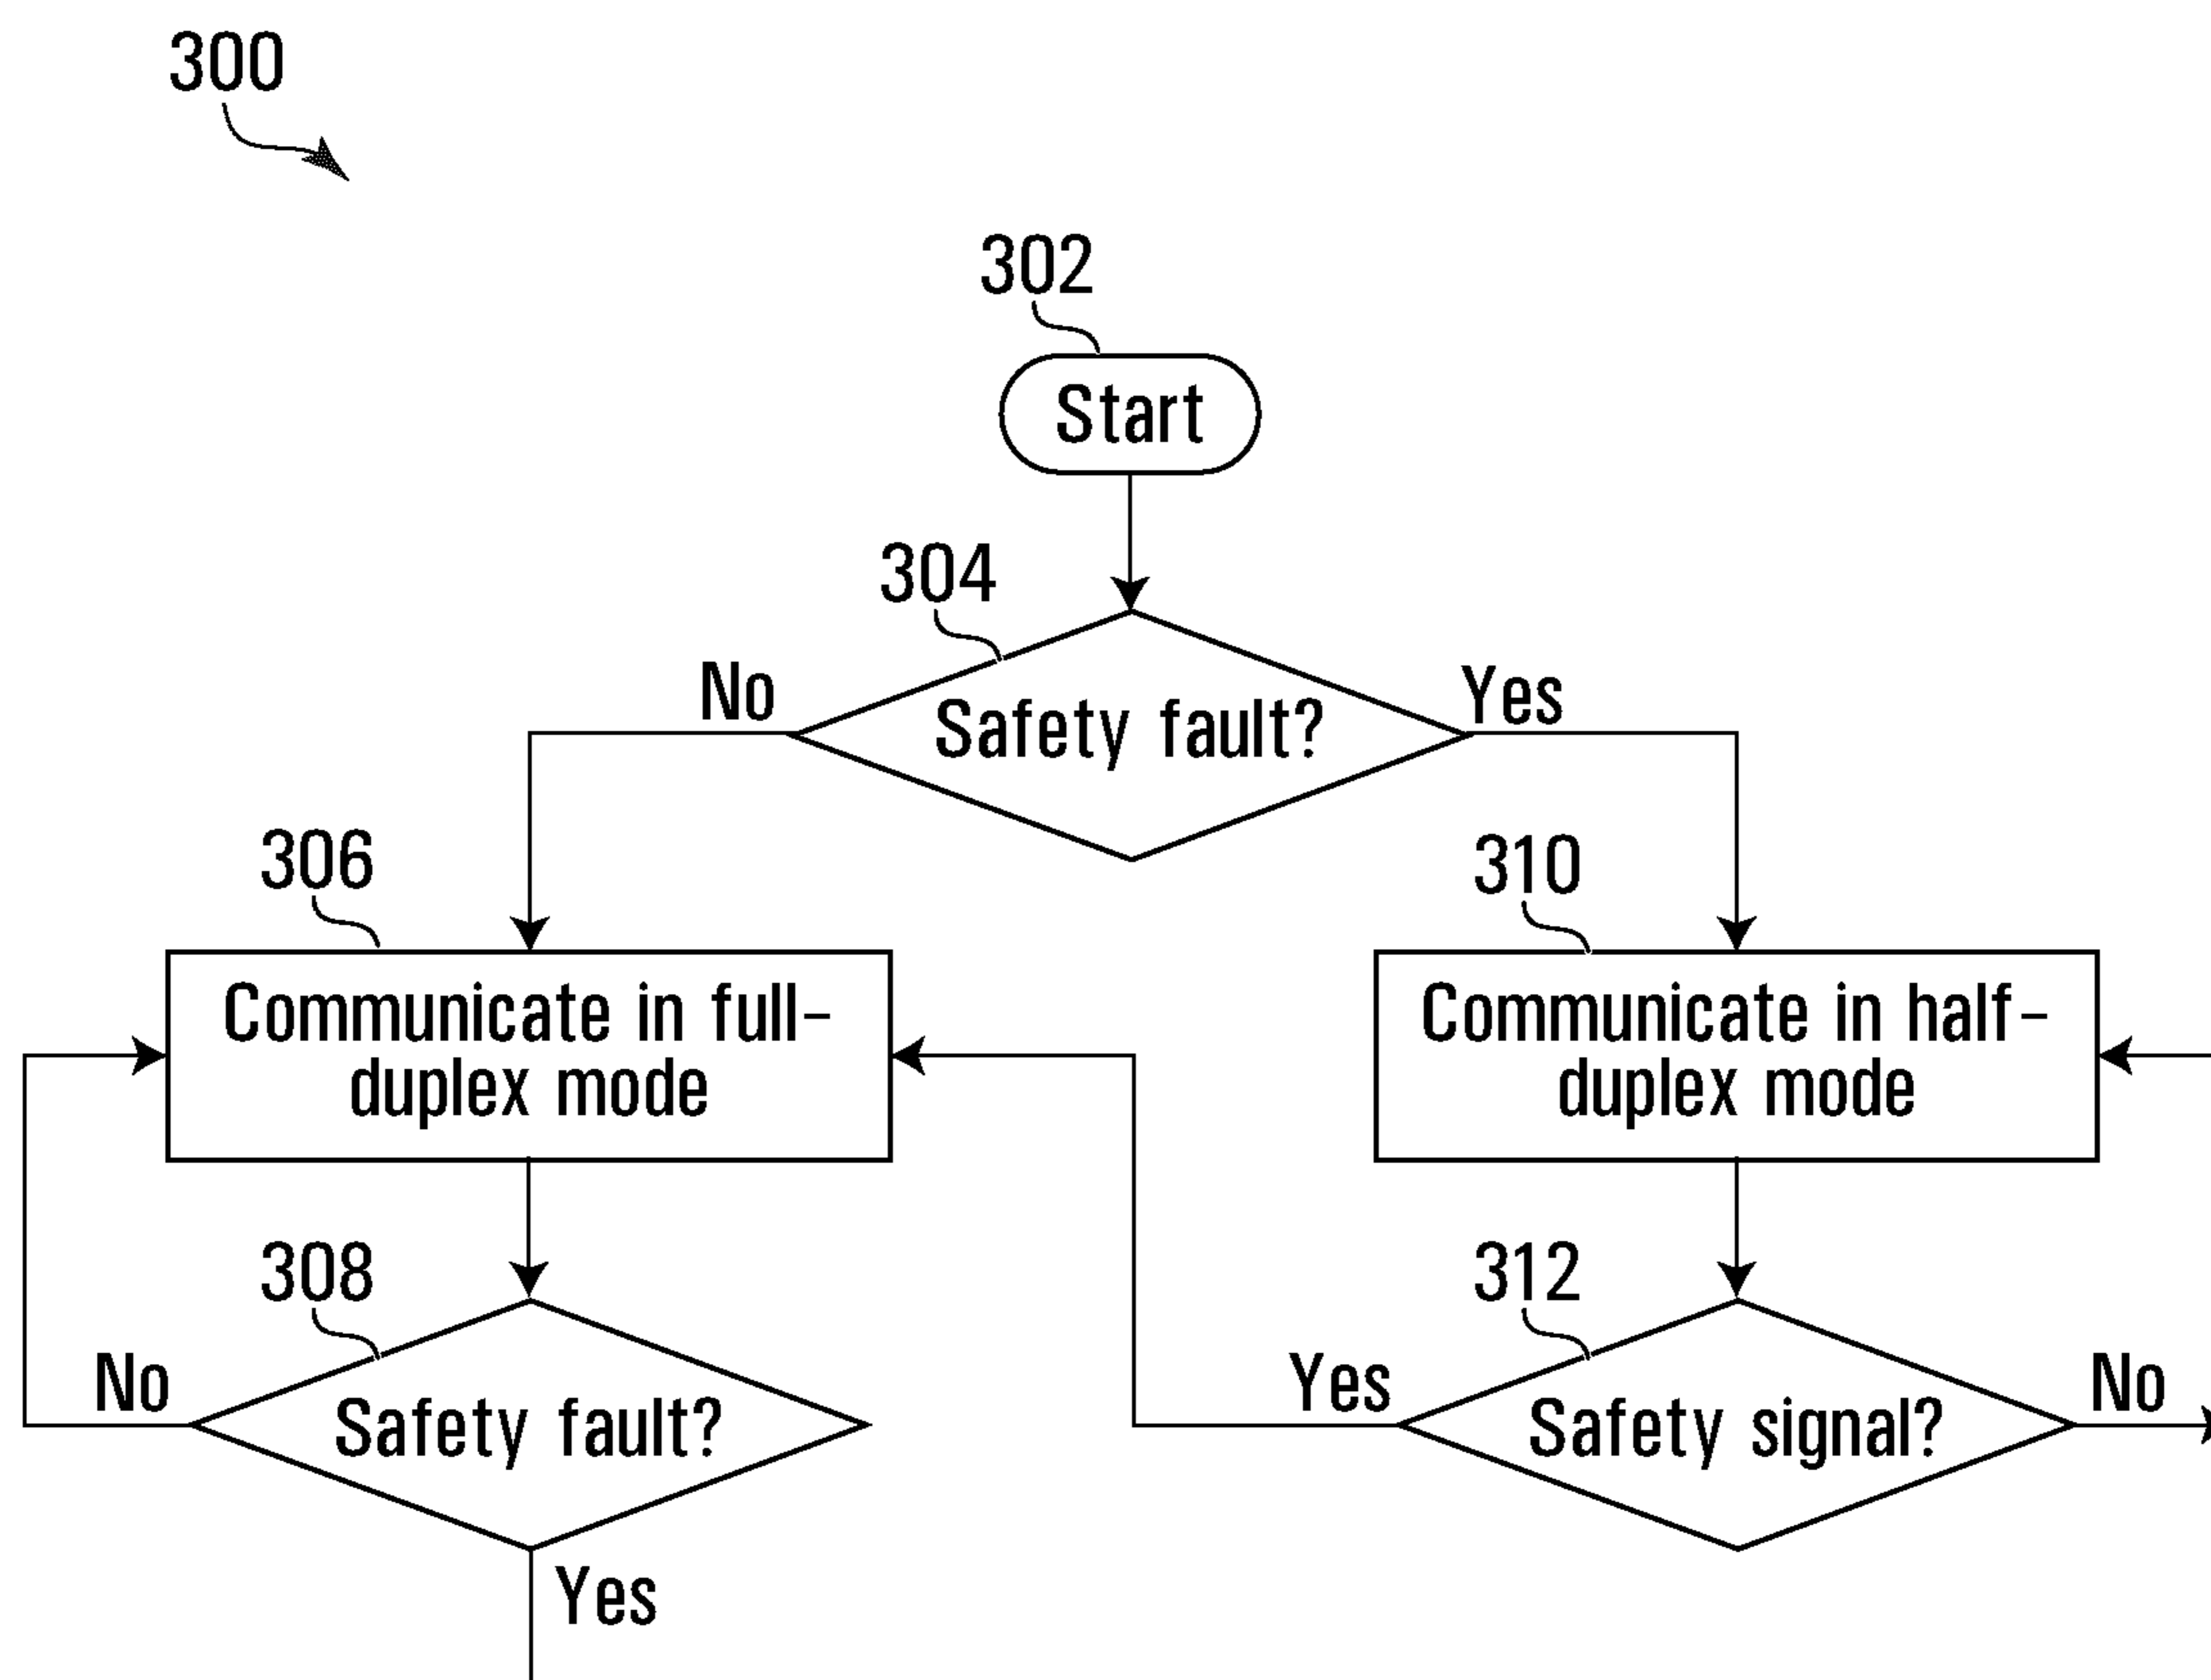 300
302
Start
304
No
Safety fault?
Yes
306
310
Communicate in full–
duplex mode
Communicate in half–
duplex mode
308
312
No
Safety fault?
Yes
Safety signal?
No
Yes